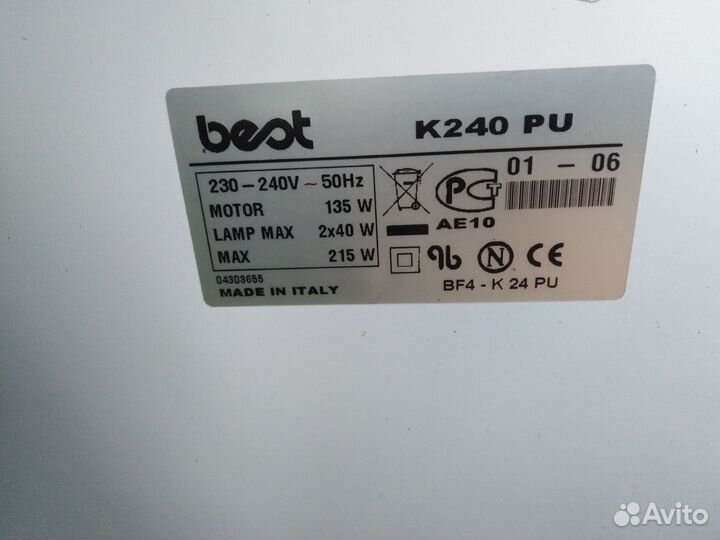 best K240 PU
230-240V ~ 50Hz
MOTOR 135 W
LAMP MAX 2x40 W
MAX 215 W
04303655
MADE IN ITALY
PCT
AE10
01 - 06
N CE
BF4 - K 24 PU
Avito